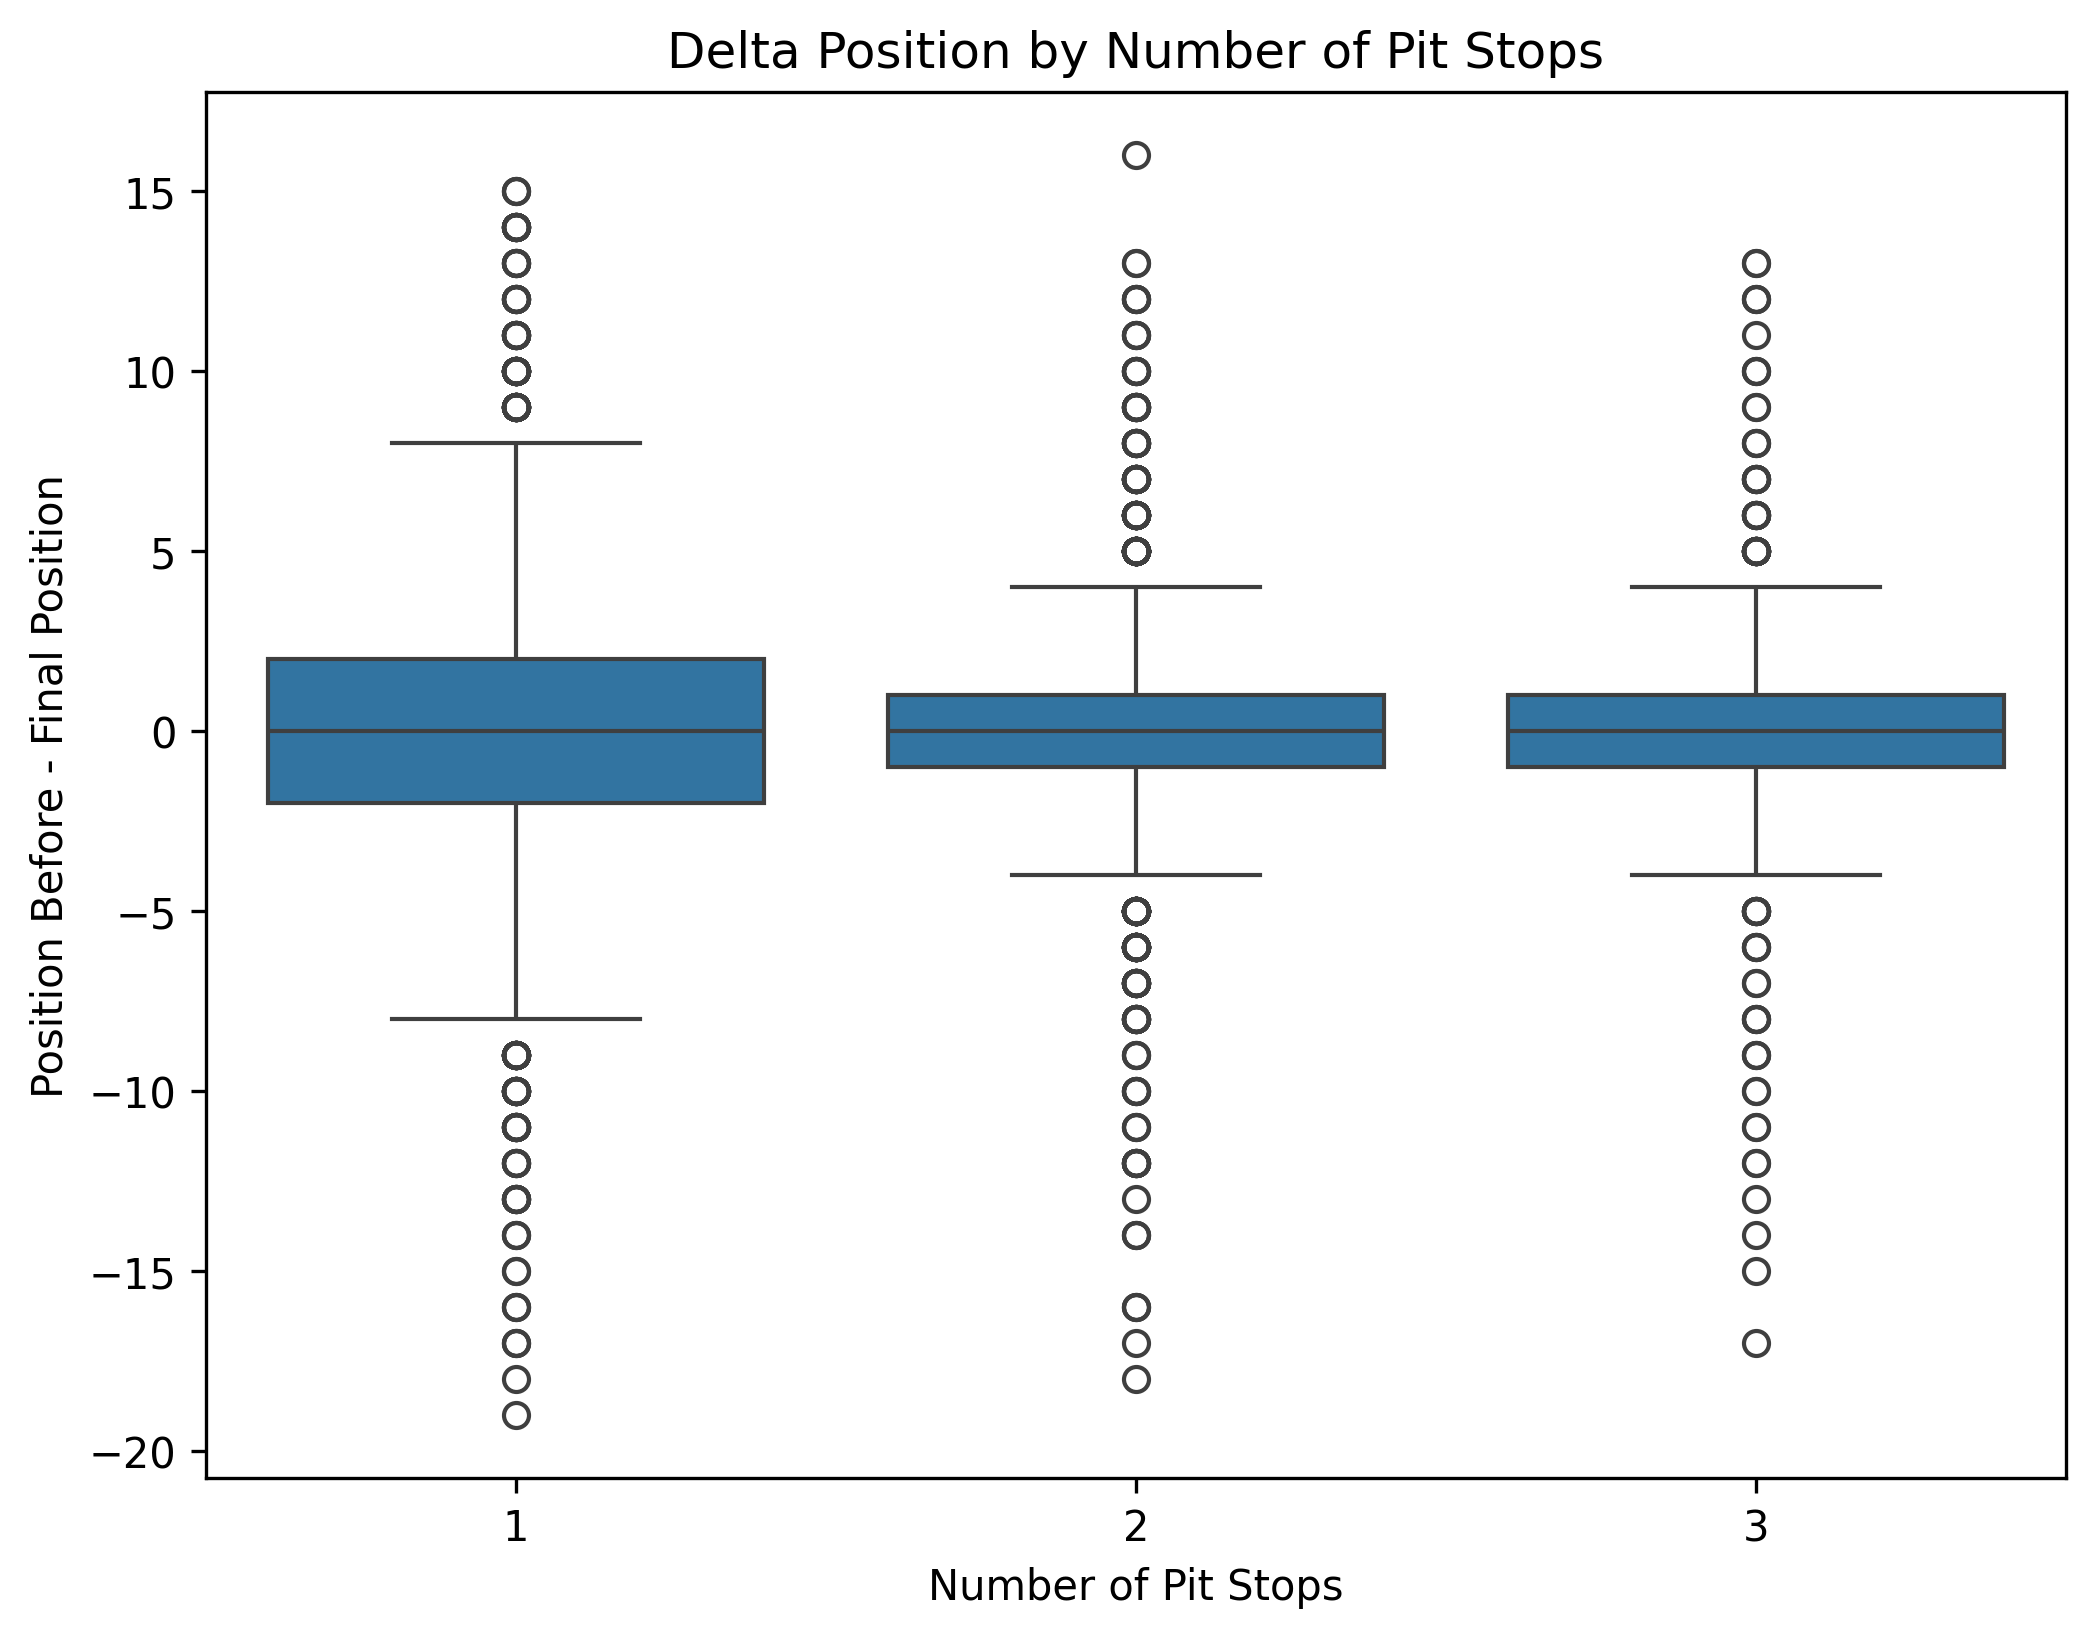 Delta Position by Number of Pit Stops
Position Before - Final Position
15
10
5
0
−5
−10
−15
−20
1 2 3
Number of Pit Stops